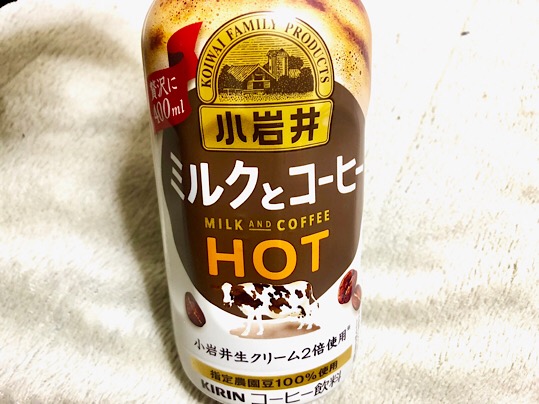 KOIWAI FAMILY PRODUCTS
贅沢に
400ml
小岩井
ミルクとコーヒー
MILK AND COFFEE
HOT
小岩井生クリーム2倍使用※
指定農園豆100%使用
KIRIN コーヒー飲料